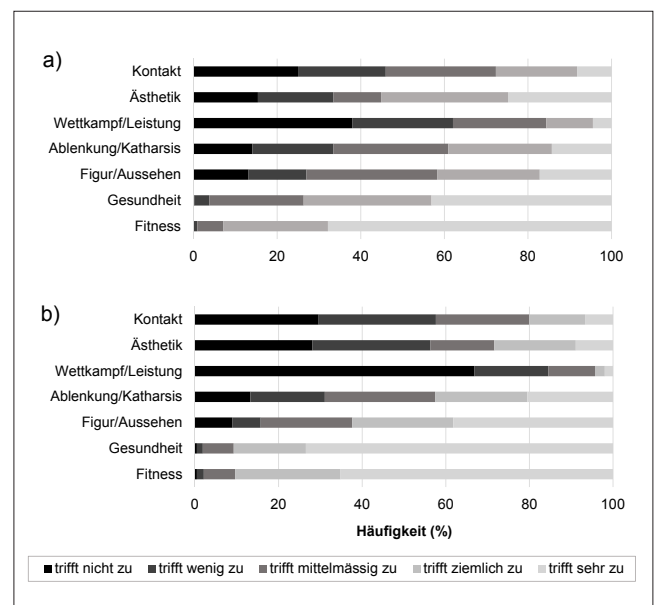 a)
Kontakt
Ästhetik
Wettkampf/Leistung
Ablenkung/Katharsis
Figur/Aussehen
Gesundheit
Fitness
0 20 40 60 80 100
b)
Kontakt
Ästhetik
Wettkampf/Leistung
Ablenkung/Katharsis
Figur/Aussehen
Gesundheit
Fitness
0 20 40 60 80 100
Häufigkeit (%)
trifft nicht zu trifft wenig zu trifft mittelmässig zu trifft ziemlich zu trifft sehr zu